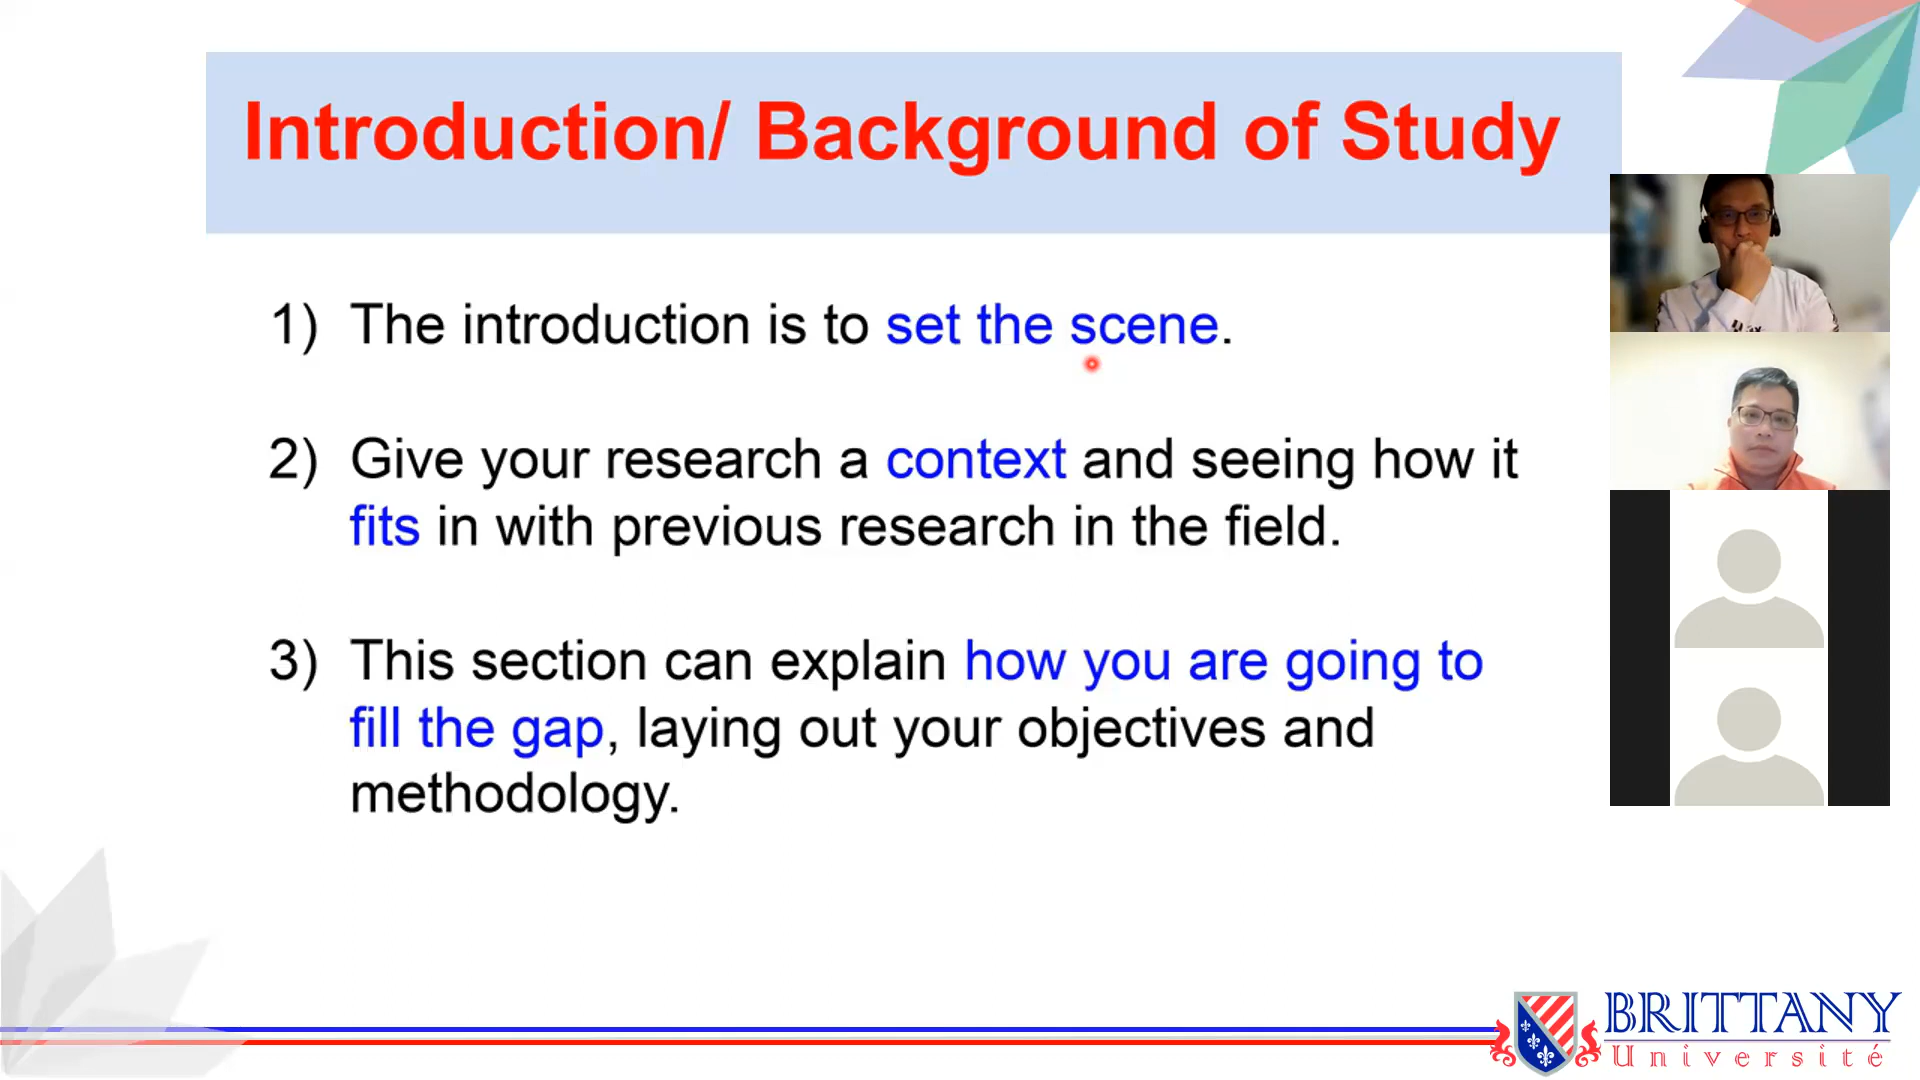 Introduction/ Background of Study
1) The introduction is to set the scene.
2) Give your research a context and seeing how it
fits in with previous research in the field.
3) This section can explain how you are going to
fill the gap, laying out your objectives and
methodology.
BRITTANY
Université